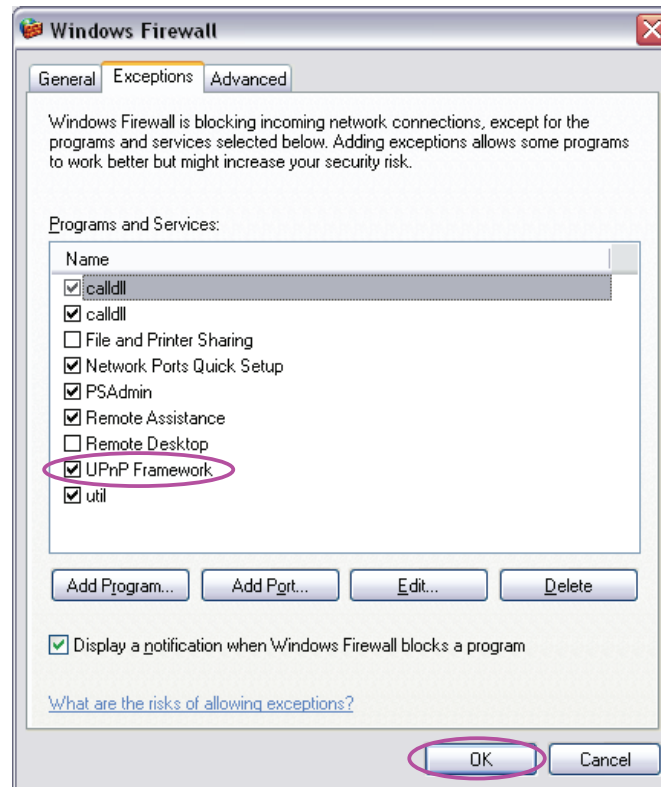 Windows Firewall
General Exceptions Advanced
Windows Firewall is blocking incoming network connections, except for the
programs and services selected below. Adding exceptions allows some programs
to work better but might increase your security risk.
Programs and Services:
Name
calldll
calldll
File and Printer Sharing
Network Ports Quick Setup
PSAdmin
Remote Assistance
Remote Desktop
UPnP Framework
util
Add Program... Add Port... Edit... Delete
Display a notification when Windows Firewall blocks a program
What are the risks of allowing exceptions?
OK Cancel